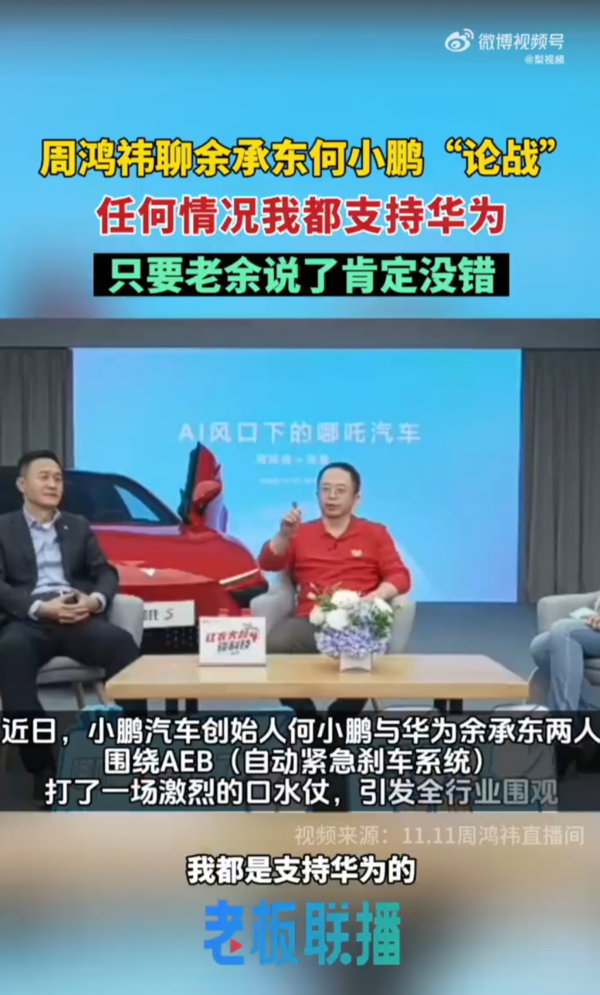 微博视频号
@梨视频
周鸿祎聊余承东何小鹏“论战”
任何情况我都支持华为
只要老余说了肯定没错
AI风口下的哪吒汽车
红衣大叔
近日，小鹏汽车创始人何小鹏与华为余承东两人
围绕AEB（自动紧急刹车系统）
打了一场激烈的口水仗，引发全行业围观
视频来源：11.11周鸿祎直播间
我都是支持华为的
老板联播